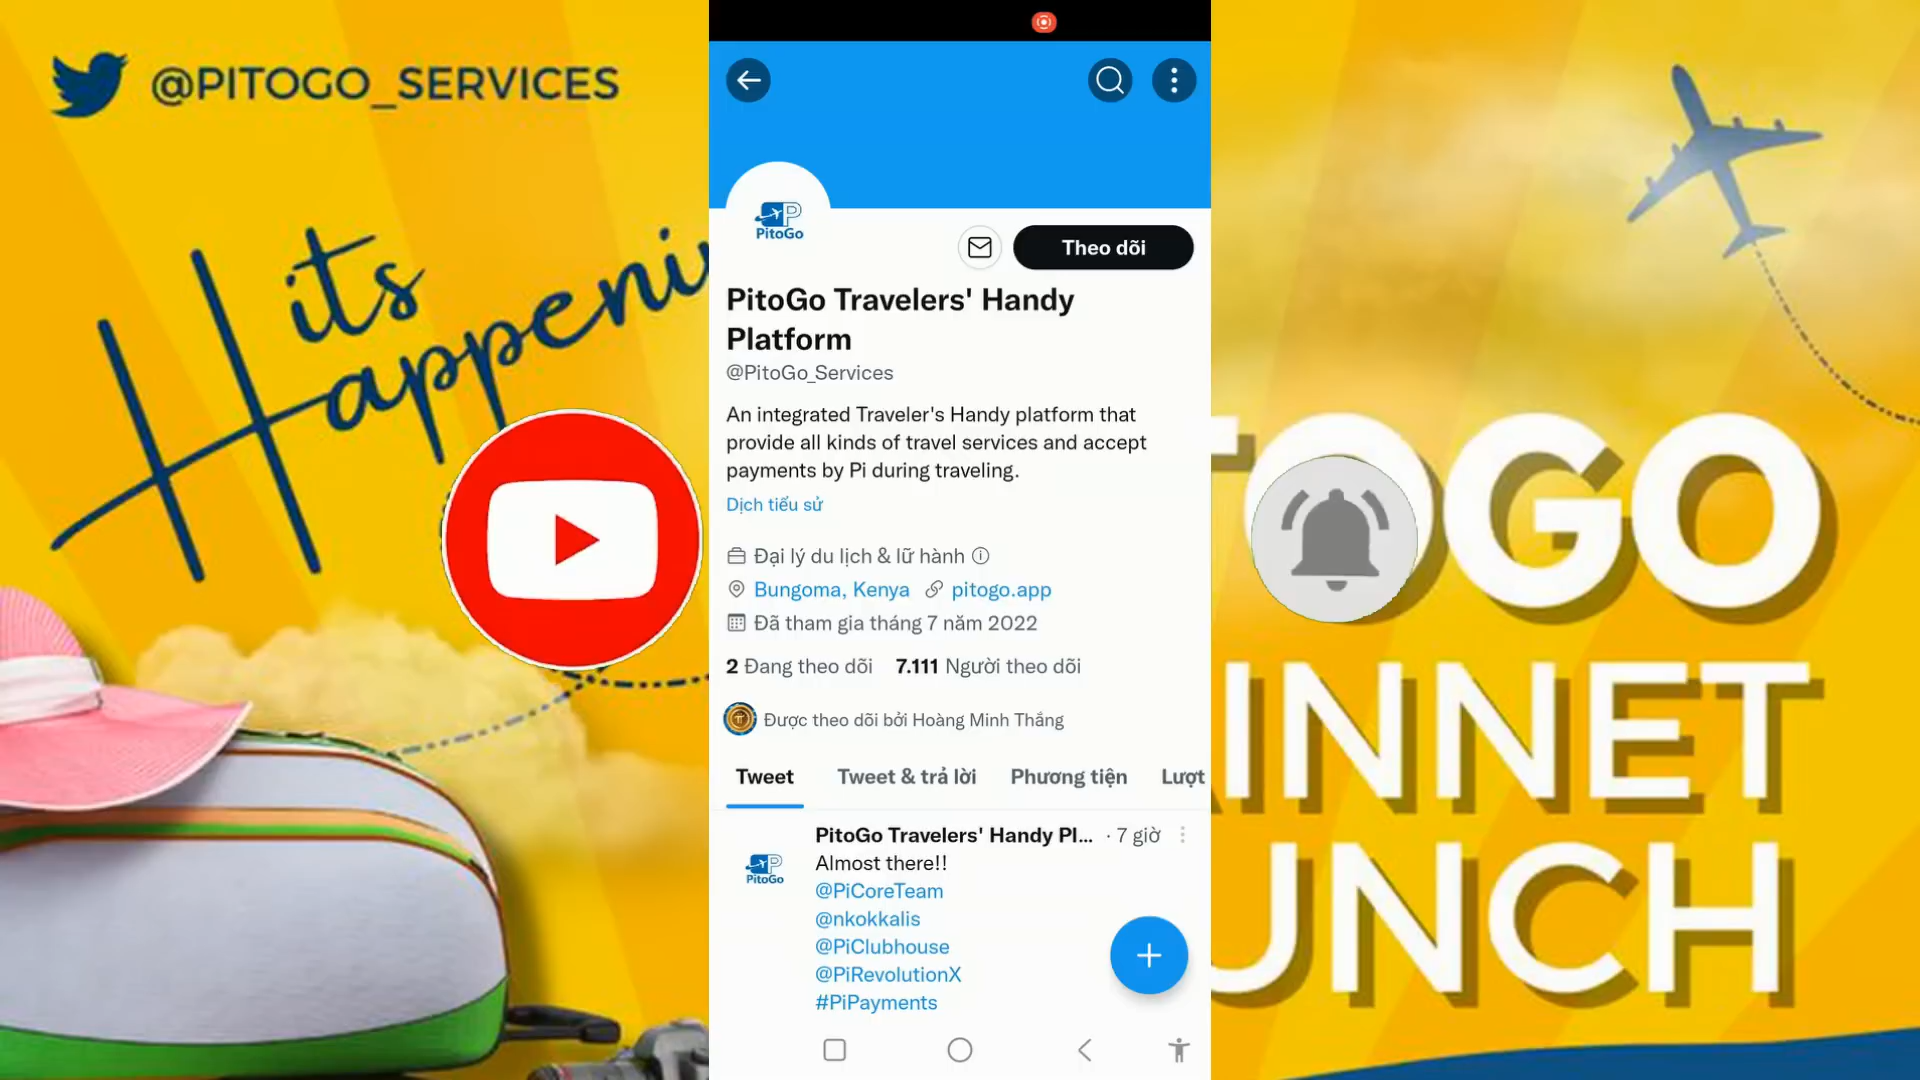 @PITOGO_SERVICES
its
Happeni
PitoGo
Theo dõi
PitoGo Travelers' Handy
Platform
@PitoGo_Services
An integrated Traveler's Handy platform that
provide all kinds of travel services and accept
payments by Pi during traveling.
Dịch tiểu sử
Đại lý du lịch & lữ hành
Bungoma, Kenya pitogo.app
Đã tham gia tháng 7 năm 2022
2 Đang theo dõi 7.111 Người theo dõi
Được theo dõi bởi Hoàng Minh Thắng
Tweet Tweet & trả lời Phương tiện Lượt
PitoGo Travelers' Handy Pl... · 7 giờ
PitoGo
Almost there!!
@PiCoreTeam
@nkokkalis
@PiClubhouse
@PiRevolutionX
#PiPayments
TOGO
INNET
UNCH